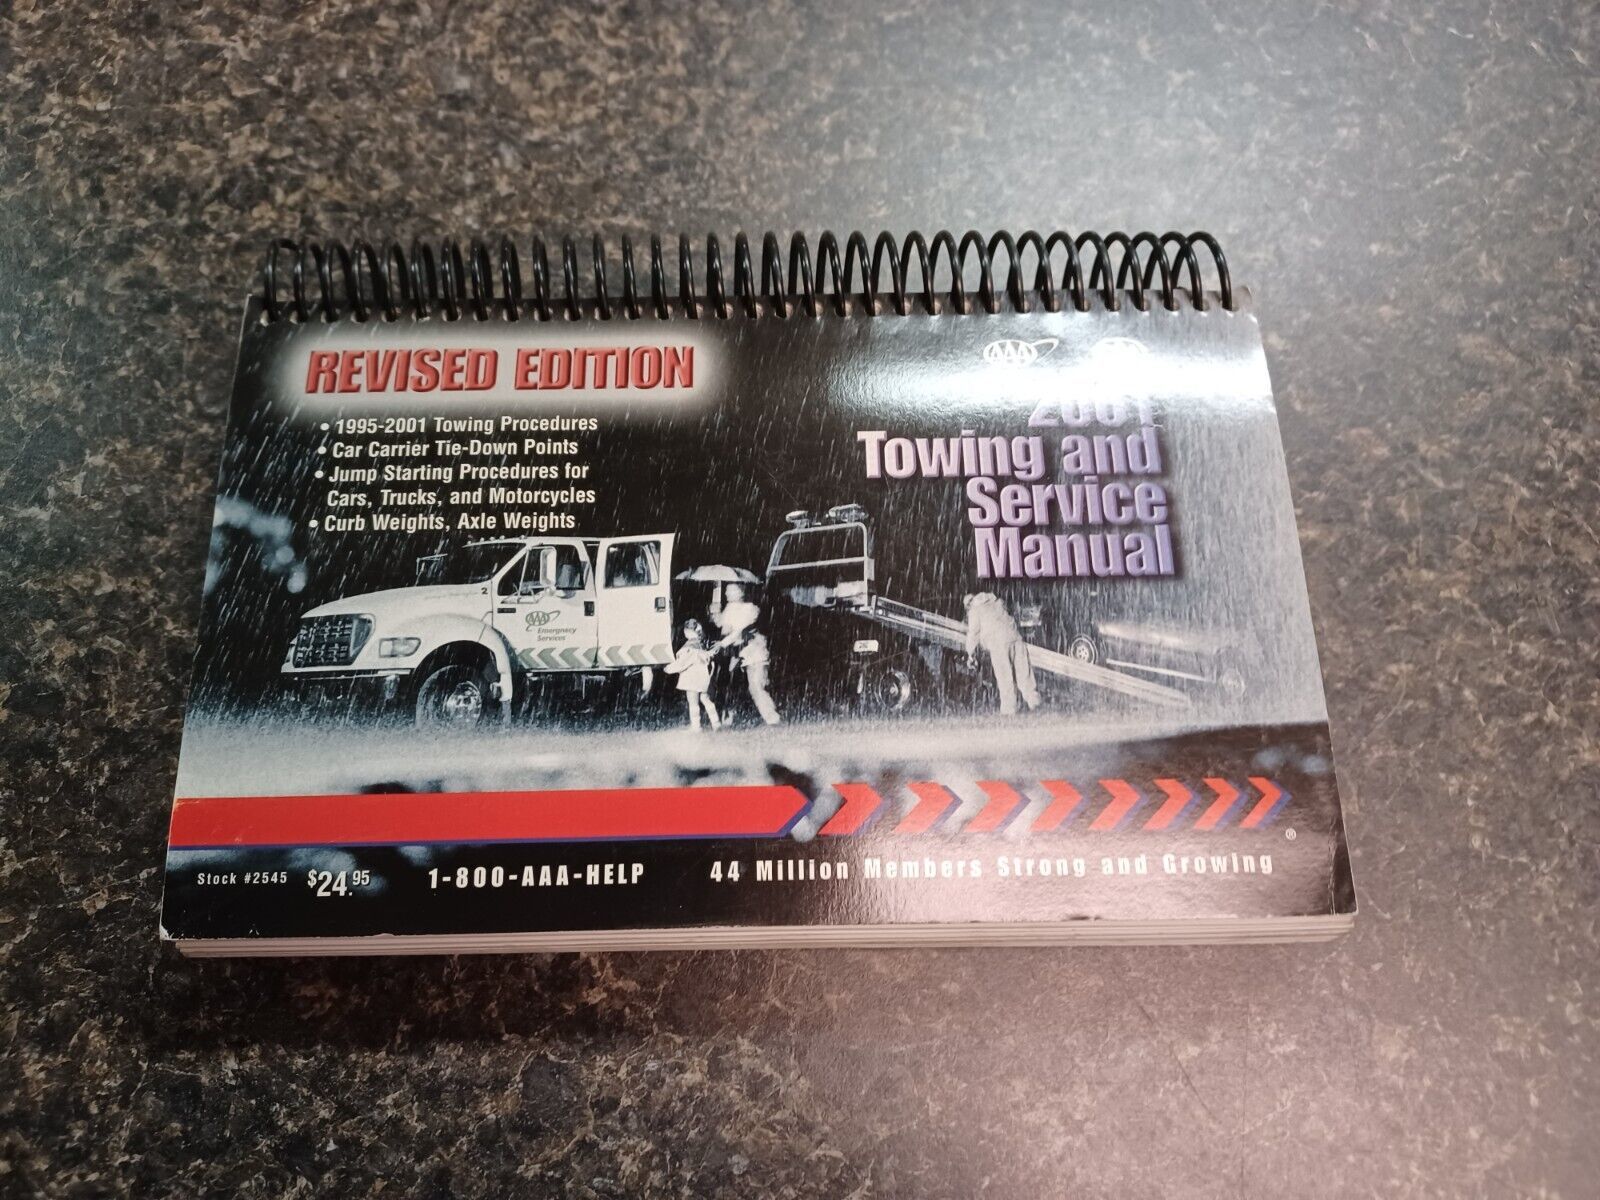 REVISED EDITION
• 1995-2001 Towing Procedures
• Car Carrier Tie-Down Points
• Jump Starting Procedures for
Cars, Trucks, and Motorcycles
• Curb Weights, Axle Weights
AAA
2001
Towing and
Service
Manual
2
AAA
Emergency
Services
Stock #2545
$24.95
1-800-AAA-HELP
44 Million Members Strong and Growing
®